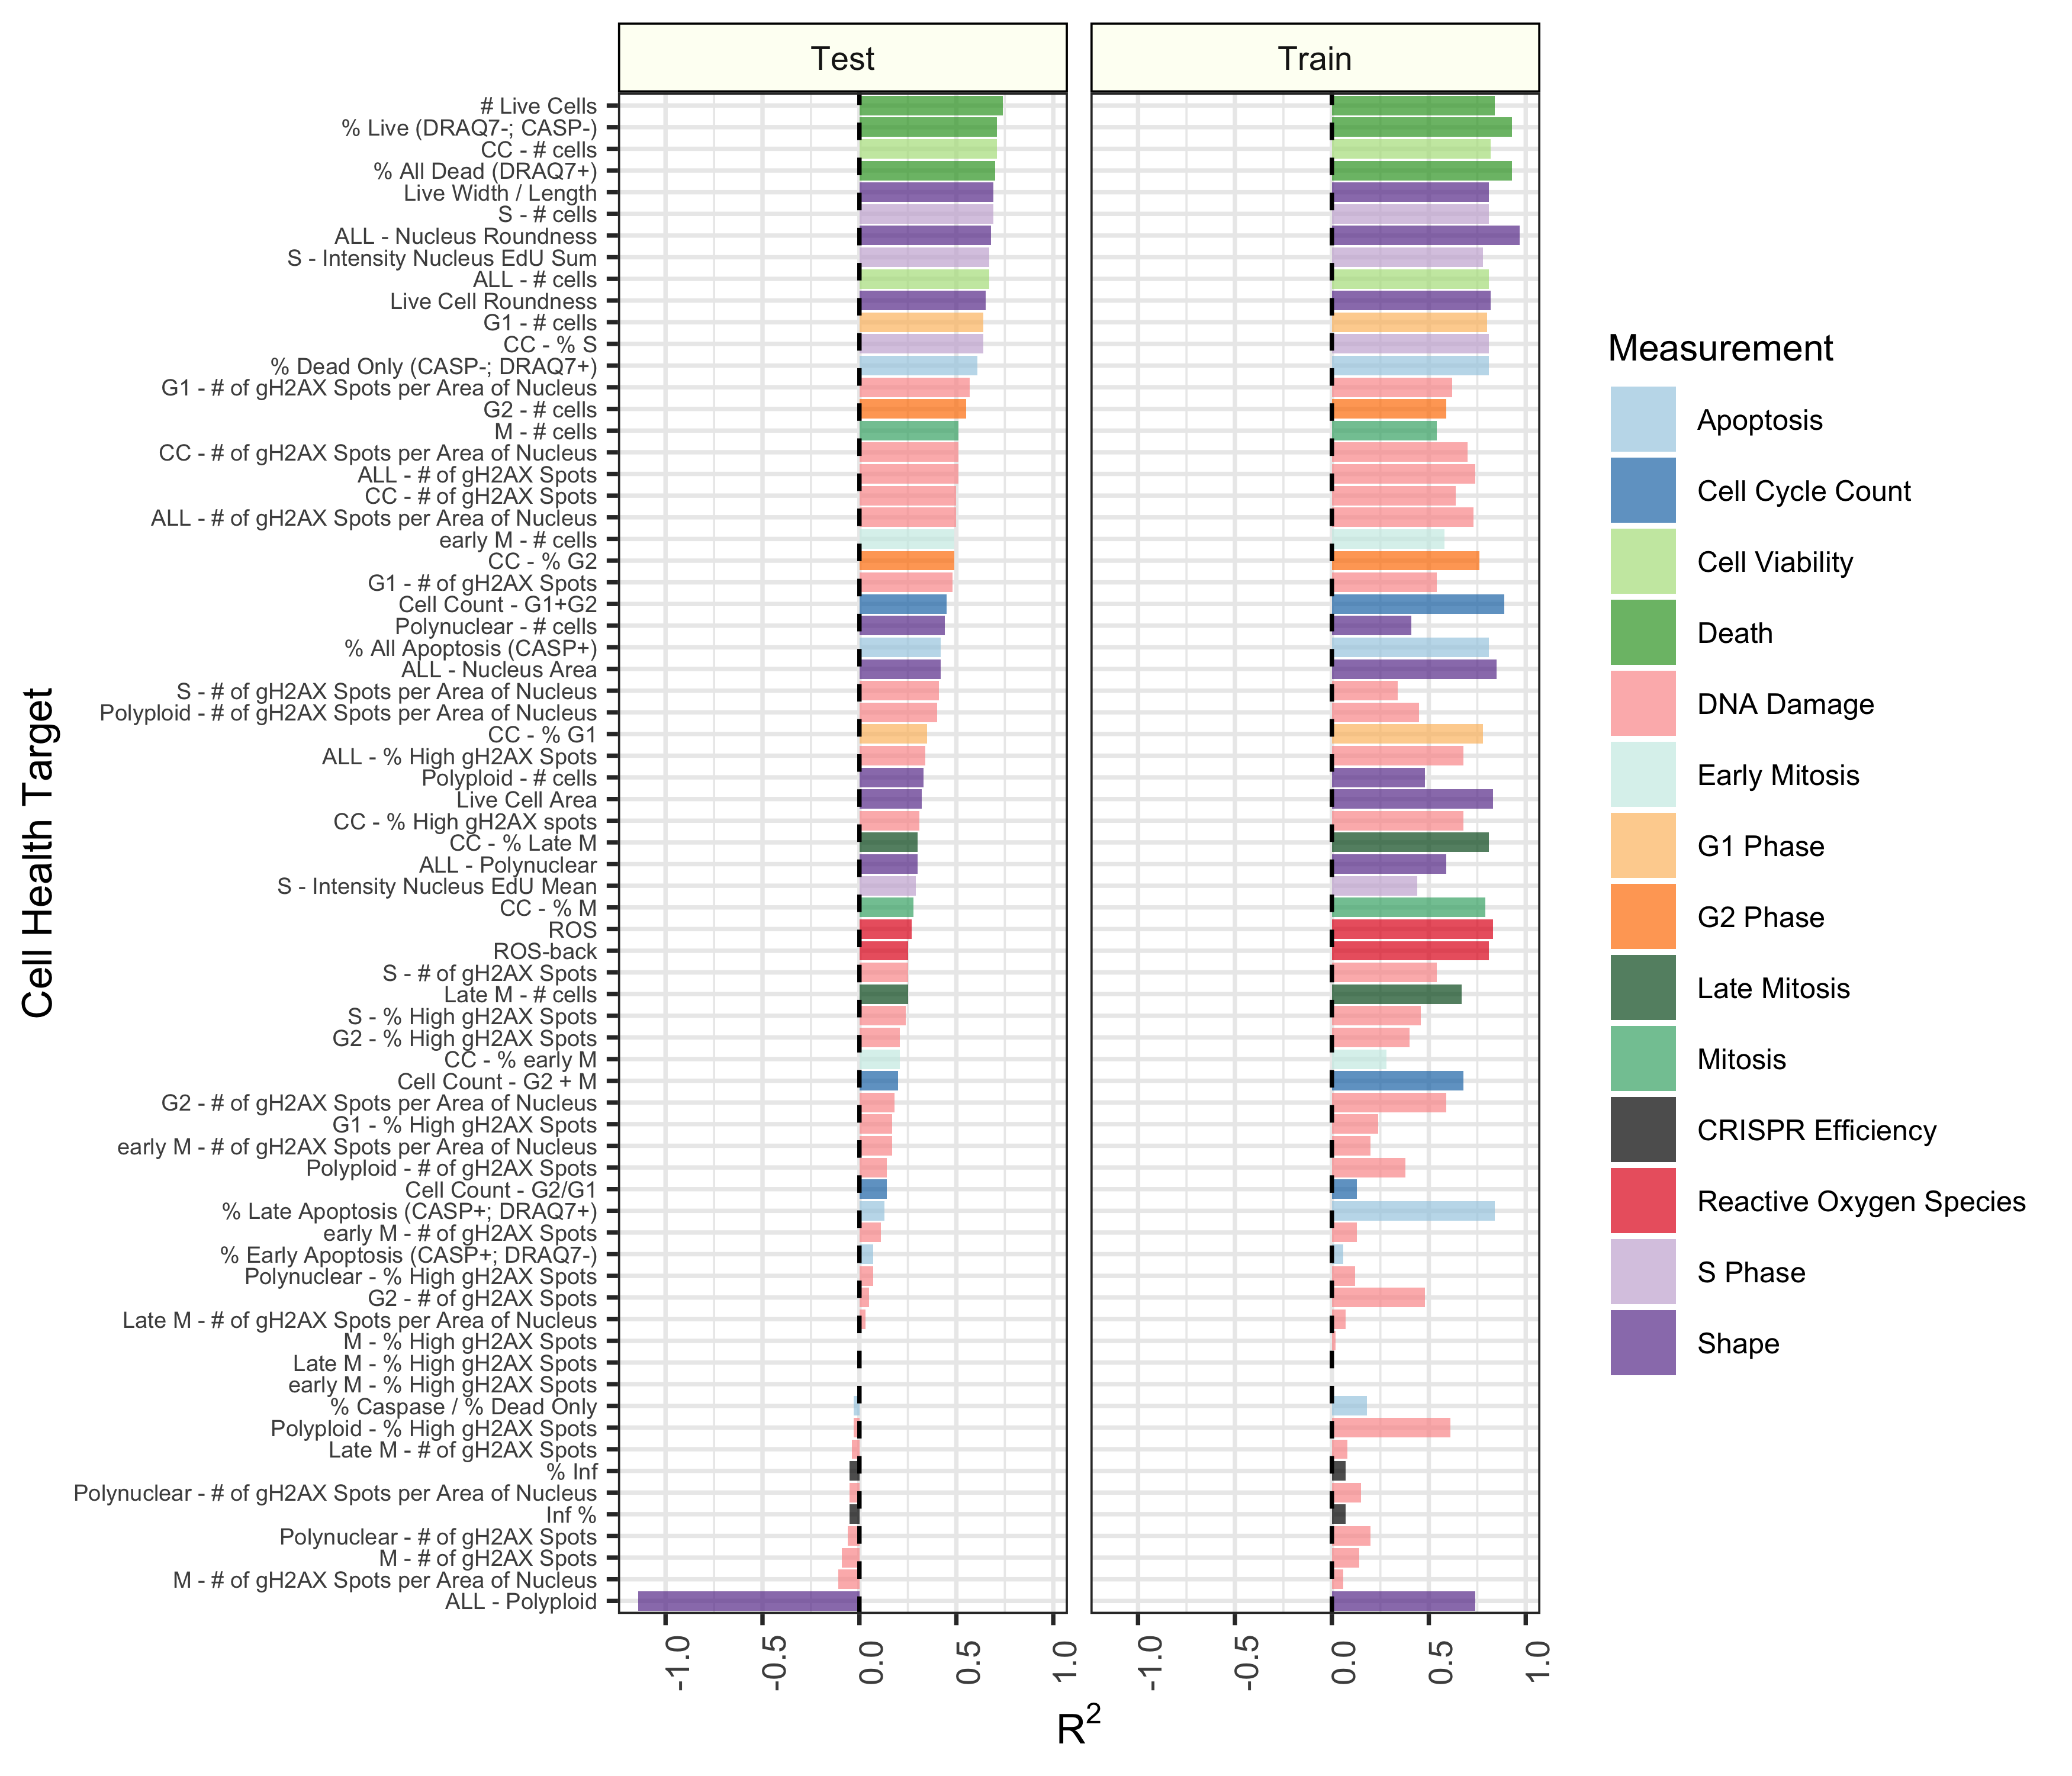 Test
Train
# Live Cells
% Live (DRAQ7-; CASP-)
CC - # cells
% All Dead (DRAQ7+)
Live Width / Length
S - # cells
ALL - Nucleus Roundness
S - Intensity Nucleus EdU Sum
ALL - # cells
Live Cell Roundness
G1 - # cells
CC - % S
% Dead Only (CASP-; DRAQ7+)
G1 - # of gH2AX Spots per Area of Nucleus
G2 - # cells
M - # cells
CC - # of gH2AX Spots per Area of Nucleus
ALL - # of gH2AX Spots
CC - # of gH2AX Spots
ALL - # of gH2AX Spots per Area of Nucleus
early M - # cells
CC - % G2
G1 - # of gH2AX Spots
Cell Count - G1+G2
Polynuclear - # cells
% All Apoptosis (CASP+)
ALL - Nucleus Area
S - # of gH2AX Spots per Area of Nucleus
Polyploid - # of gH2AX Spots per Area of Nucleus
CC - % G1
ALL - % High gH2AX Spots
Polyploid - # cells
Live Cell Area
CC - % High gH2AX spots
CC - % Late M
ALL - Polynuclear
S - Intensity Nucleus EdU Mean
CC - % M
ROS
ROS-back
S - # of gH2AX Spots
Late M - # cells
S - % High gH2AX Spots
G2 - % High gH2AX Spots
CC - % early M
Cell Count - G2 + M
G2 - # of gH2AX Spots per Area of Nucleus
G1 - % High gH2AX Spots
early M - # of gH2AX Spots per Area of Nucleus
Polyploid - # of gH2AX Spots
Cell Count - G2/G1
% Late Apoptosis (CASP+; DRAQ7+)
early M - # of gH2AX Spots
% Early Apoptosis (CASP+; DRAQ7-)
Polynuclear - % High gH2AX Spots
G2 - # of gH2AX Spots
Late M - # of gH2AX Spots per Area of Nucleus
M - % High gH2AX Spots
Late M - % High gH2AX Spots
early M - % High gH2AX Spots
% Caspase / % Dead Only
Polyploid - % High gH2AX Spots
Late M - # of gH2AX Spots
% Inf
Polynuclear - # of gH2AX Spots per Area of Nucleus
Inf %
Polynuclear - # of gH2AX Spots
M - # of gH2AX Spots
M - # of gH2AX Spots per Area of Nucleus
ALL - Polyploid
Cell Health Target
-1.0 -0.5 0.0 0.5 1.0
-1.0 -0.5 0.0 0.5 1.0
R²
Measurement
Apoptosis
Cell Cycle Count
Cell Viability
Death
DNA Damage
Early Mitosis
G1 Phase
G2 Phase
Late Mitosis
Mitosis
CRISPR Efficiency
Reactive Oxygen Species
S Phase
Shape